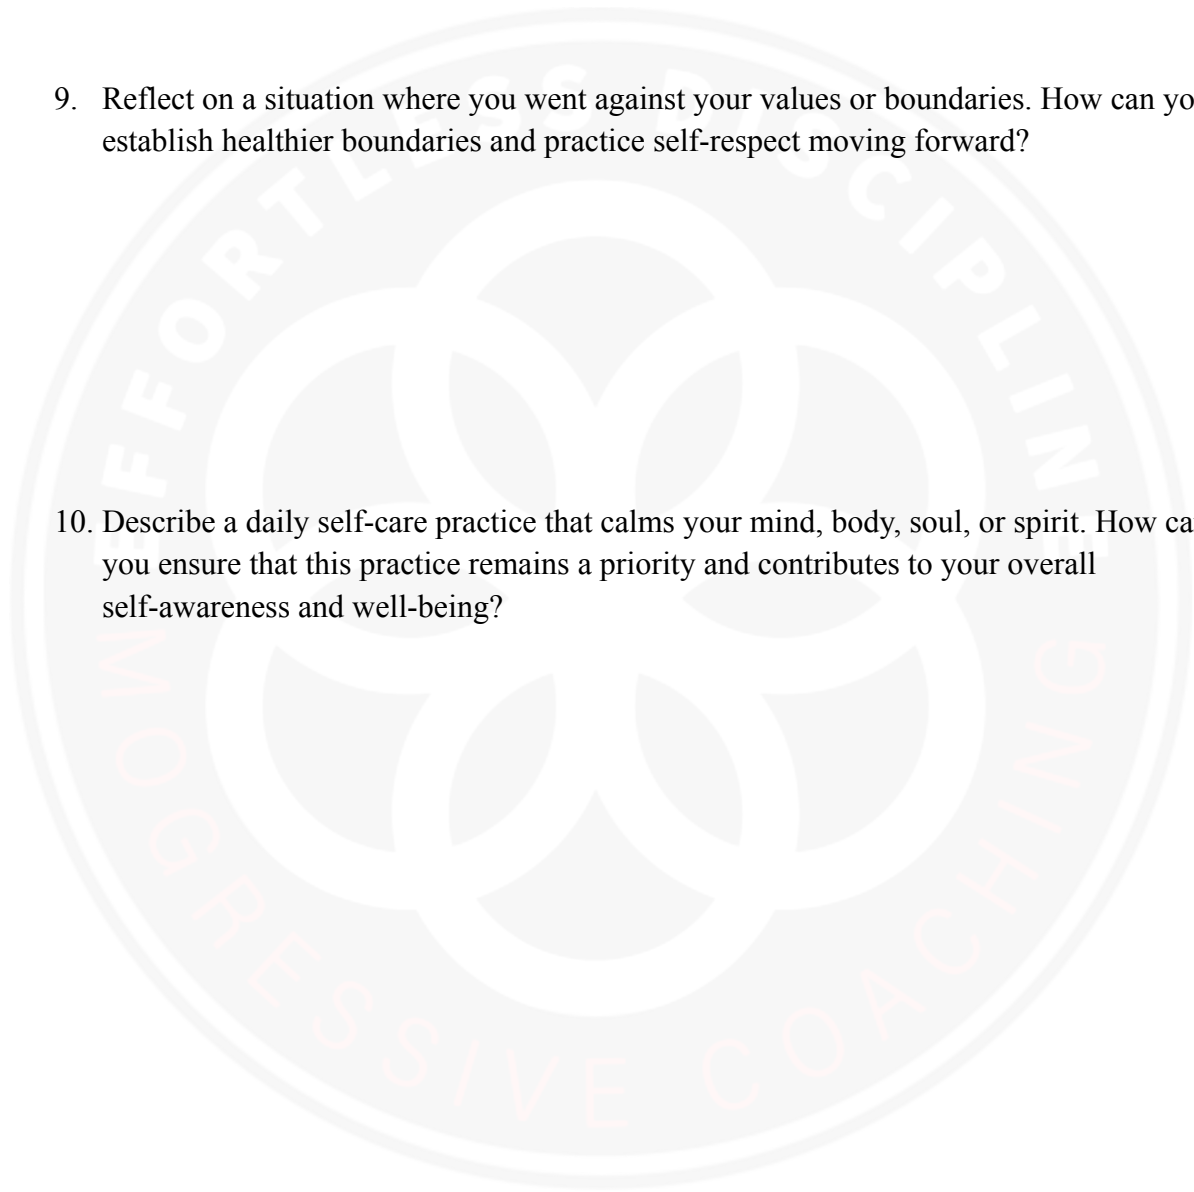 9. Reflect on a situation where you went against your values or boundaries. How can yo
establish healthier boundaries and practice self-respect moving forward?
10. Describe a daily self-care practice that calms your mind, body, soul, or spirit. How ca
you ensure that this practice remains a priority and contributes to your overall
self-awareness and well-being?
EFFORTLESS DISCIPLINE
MOGRESSIVE COACHING